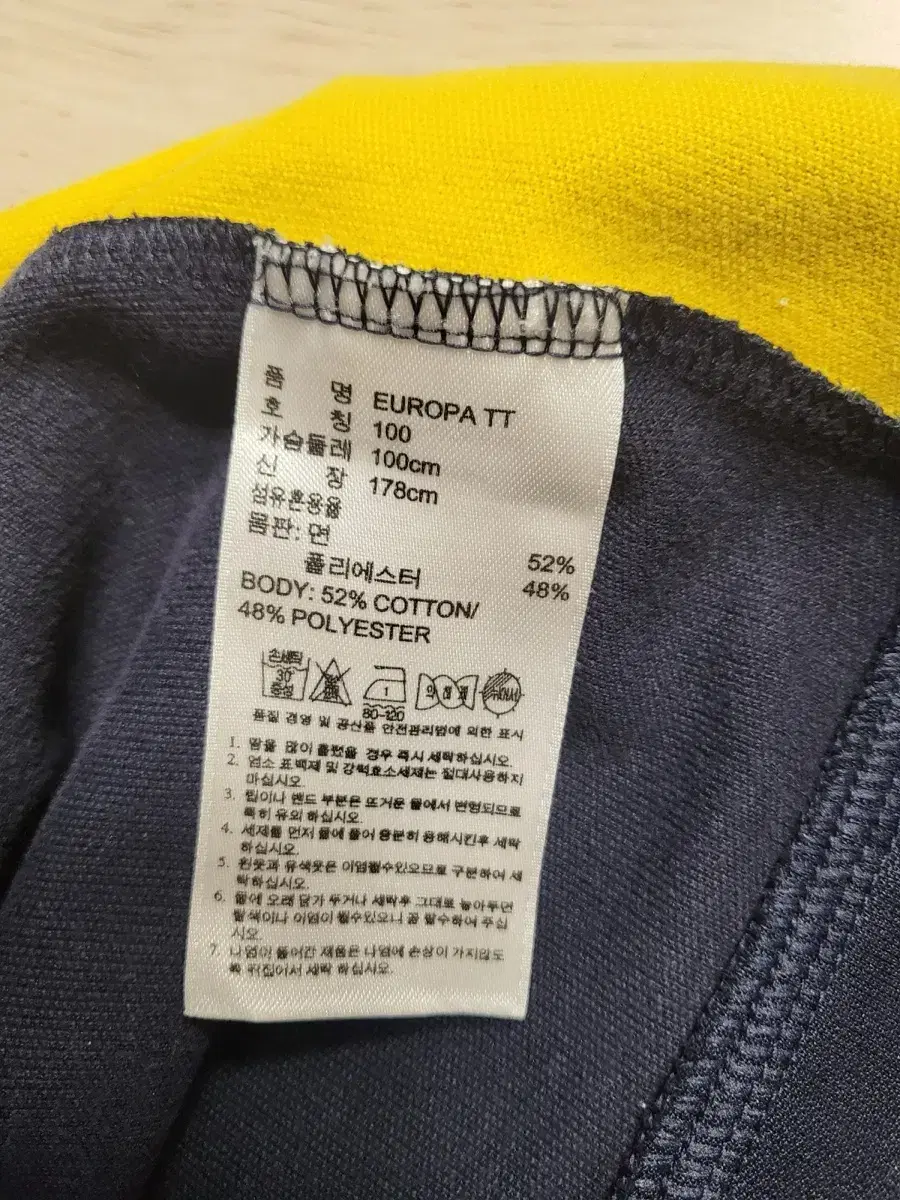 품 명 EUROPA TT
호 칭 100
가슴둘레 100cm
신 장 178cm
섬유혼용율
몸판: 면 52%
폴리에스터 48%
BODY: 52% COTTON/
48% POLYESTER
손세탁
30
중성
1
80-120
품질 경영 및 공산품 안전관리법에 의한 표시
1. 땀을 많이 흘렸을 경우 즉시 세탁하십시오.
2. 염소 표백제 및 강력효소세제는 절대사용하지
마십시오.
3. 립이나 밴드 부분은 뜨거운 물에서 변형되므로
특히 유의 하십시오.
4. 세제를 먼저 물에 풀어 충분히 용해시킨후 세탁
하십시오.
5. 흰옷과 유색옷은 이염될수있으므로 구분하여 세
탁하십시오.
6. 물에 오래 담가 두거나 세탁후 그대로 놓아두면
탈색이나 이염이 될수있으니 꼭 탈수하여 주십
시오.
7. 나염이 들어간 제품은 나염에 손상이 가지않도
록 뒤집어서 세탁 하십시오.